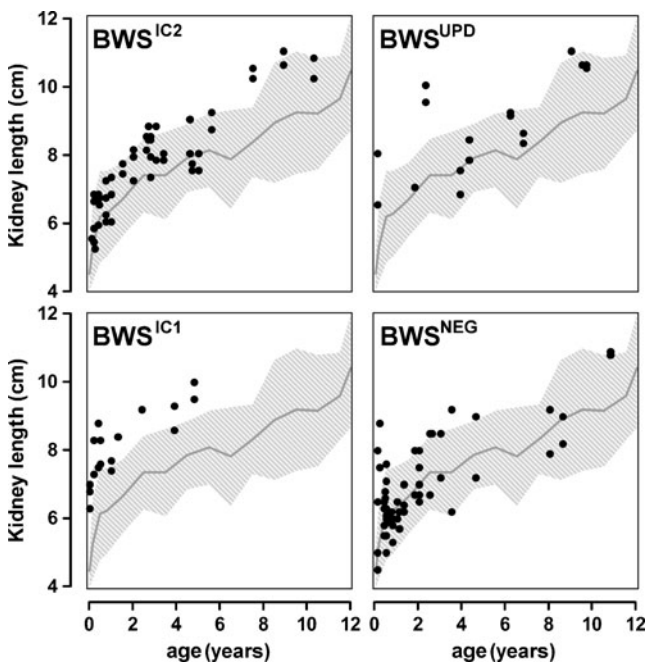 BWS^IC2
BWS^UPD
Kidney length (cm)
12
10
8
6
4
BWS^IC1
BWS^NEG
Kidney length (cm)
12
10
8
6
4
0 2 4 6 8 10 12
0 2 4 6 8 10 12
age (years)
age (years)